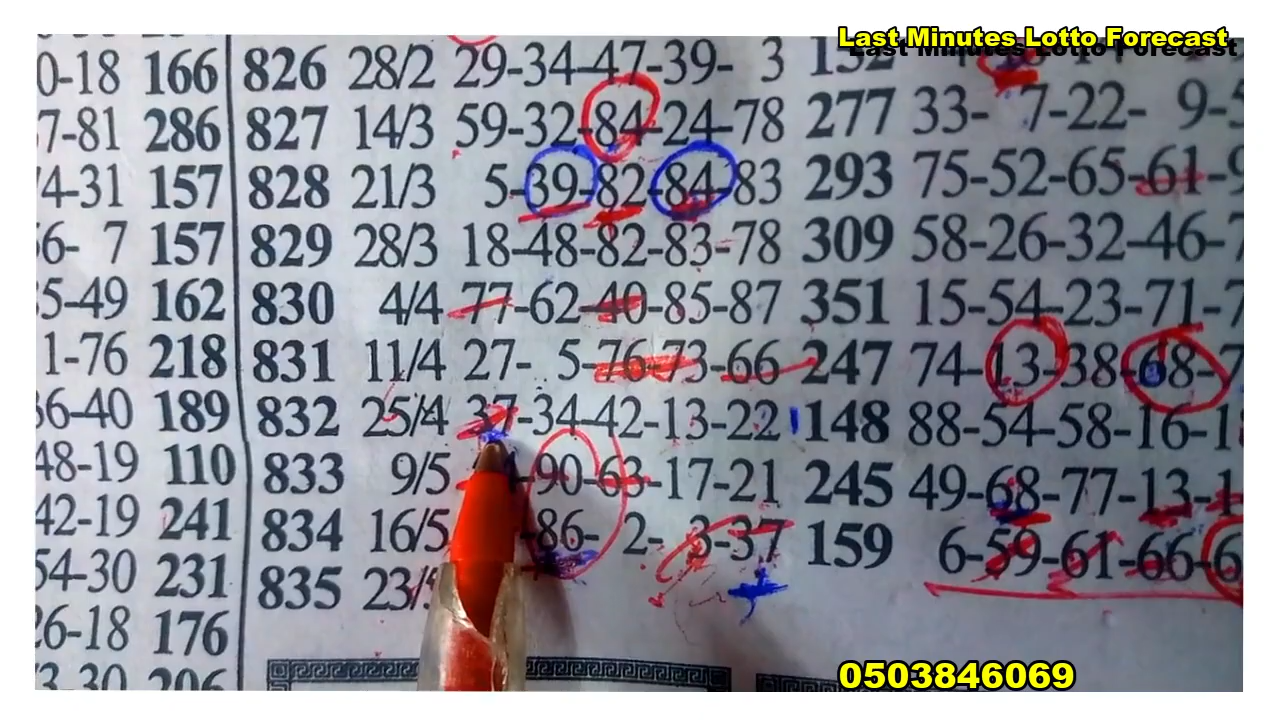 Last Minutes Lotto Forecast
0-18 166 826 28/2 29-34-47-39- 3 132
7-81 286 827 14/3 59-32-84-24-78 277 33- 7-22- 9-
4-31 157 828 21/3 5-39-82-84-83 293 75-52-65-61-9
6- 7 157 829 28/3 18-48-82-83-78 309 58-26-32-46-7
5-49 162 830 4/4 77-62-40-85-87 351 15-54-23-71-7
1-76 218 831 11/4 27- 5-76-73-66 247 74-13-38-68-7
36-40 189 832 25/4 37-34-42-13-22 148 88-54-58-16-1
48-19 110 833 9/5 -90-63-17-21 245 49-68-77-13-1
42-19 241 834 16/5 -86- 2- 3-37 159 6-59-61-66-6
54-30 231 835 23/5
26-18 176
3-30 206
0503846069